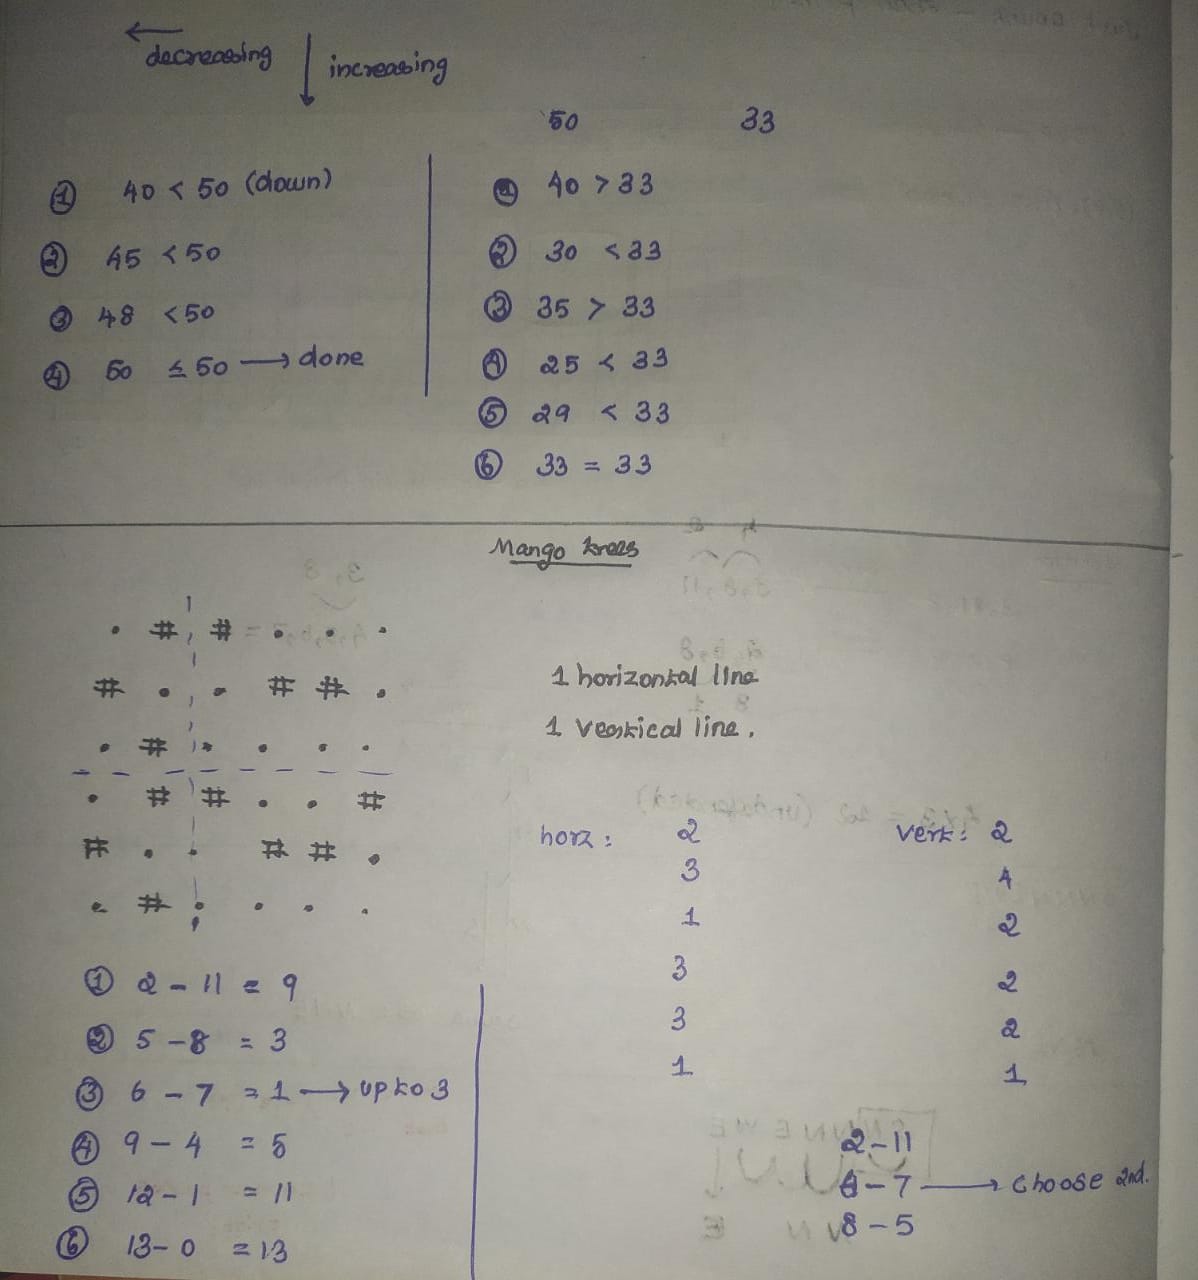 ← decreasing ↓ increasing
50 33
① 40 < 50 (down)
② 45 < 50
③ 48 < 50
④ 50 ≤ 50 → done
① 40 > 33
② 30 < 33
③ 35 > 33
④ 25 < 33
⑤ 29 < 33
⑥ 33 = 33
Mango trees
. # # . . .
# . . # # .
. # . . . .
. # # . . #
# . . # # .
. # . . . .
1 horizontal line
1 vertical line.
horz : 2
3
1
3
3
1
vert : 2
4
2
2
2
1
① 2 - 11 = 9
② 5 - 8 = 3
③ 6 - 7 = 1 → upto 3
④ 9 - 4 = 5
⑤ 12 - 1 = 11
⑥ 13 - 0 = 13
2 - 11
6 - 7 → choose 2nd.
8 - 5